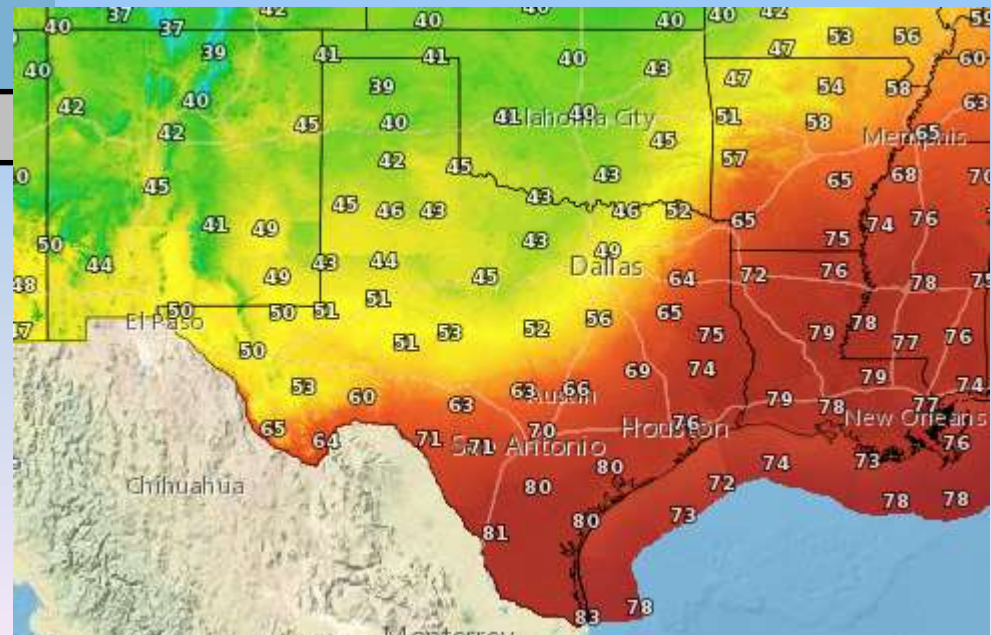 37 42 40 40 40 40 42 59
40 37 53 56
39 41 41 40 47 60
40 43
39 47 54 58
42 40 63
45 40 41 40 lahoma City 51 58
42 45 Memphis 65
42 45 57
0 45 43 65 68 70
43
45 46 43 46 52 65 74 76
41 49
50 43 49 75
44 43 44 Dallas
49 45 64 72 76 78 75
48
50 50 51 51 56 65 78
El Paso
7 51 53 52 75 79 77 76
50
53 69 74 79 74
60 63 63 66 Austin 79 78 77
65 64 71 71 70 Houston 76 New Orleans
San Antonio 76
80 74 73
Chihuahua 80 72 78 78
81 80 73
83 78
Monterrey